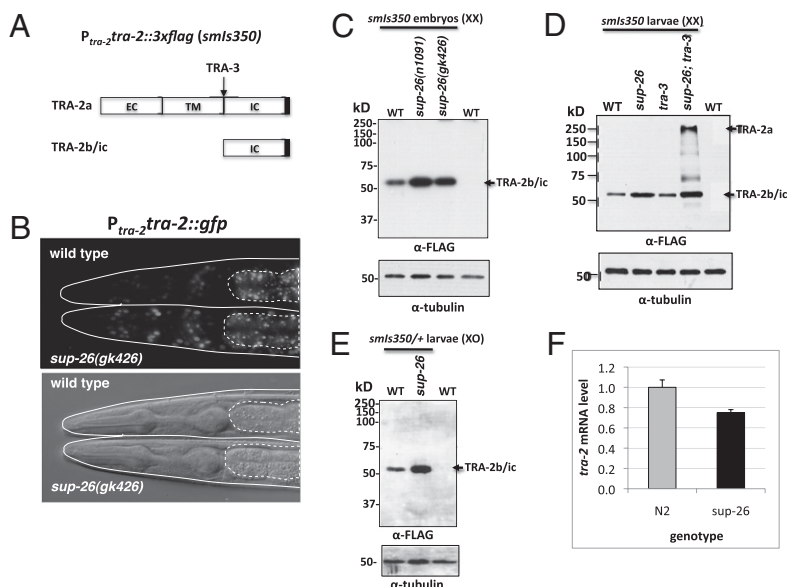 A
P tra-2 tra-2::3xflag (smIs350)
TRA-3
TRA-2a
EC
TM
IC
TRA-2b/ic
IC
B
P tra-2 tra-2::gfp
wild type
sup-26(gk426)
wild type
sup-26(gk426)
C
smIs350 embryos (XX)
WT
sup-26(n1091)
sup-26(gk426)
WT
kD
250-
150-
100-
75-
50-
37-
TRA-2b/ic
α-FLAG
50-
α-tubulin
D
smIs350 larvae (XX)
WT
sup-26
tra-3
sup-26; tra-3
WT
kD
250
150
100
75
50
TRA-2a
TRA-2b/ic
α-FLAG
50
α-tubulin
E
smIs350/+ larvae (XO)
WT
sup-26
WT
kD
250-
150-
100-
75-
50-
37-
TRA-2b/ic
α-FLAG
50-
α-tubulin
F
tra-2 mRNA level
1.2
1.0
0.8
0.6
0.4
0.2
0.0
N2
sup-26
genotype